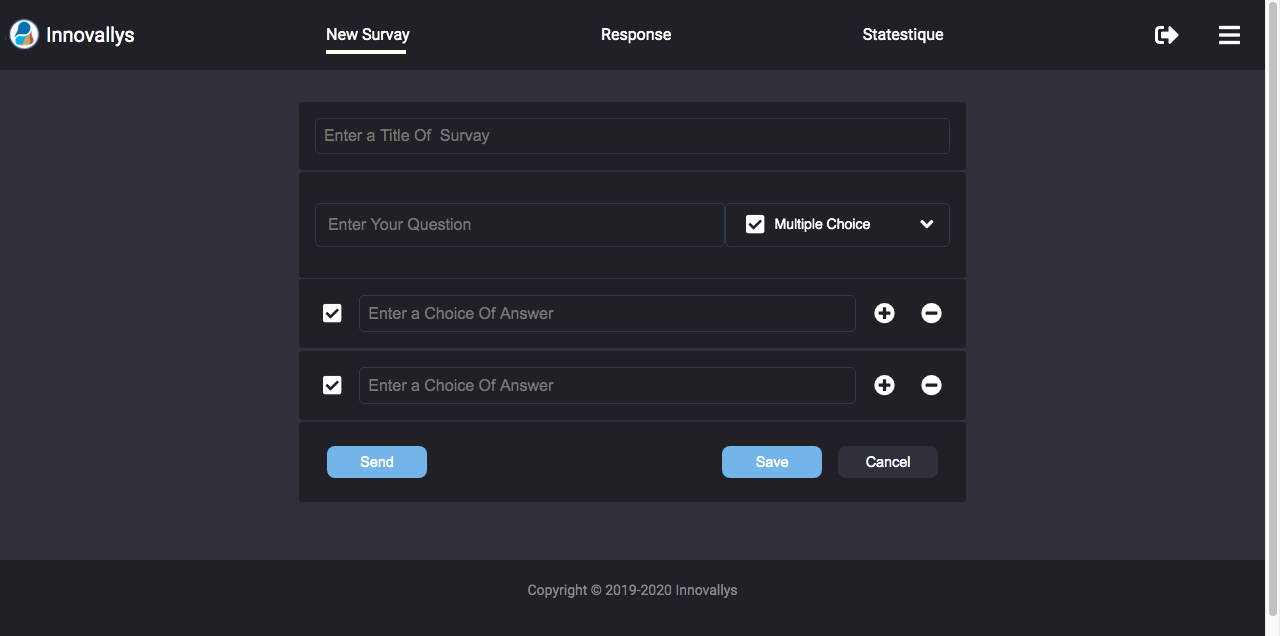 Innovallys
New Survay
Response
Statestique
Enter a Title Of  Survay
Enter Your Question
Multiple Choice
Enter a Choice Of Answer
Enter a Choice Of Answer
Send
Save
Cancel
Copyright © 2019-2020 Innovallys